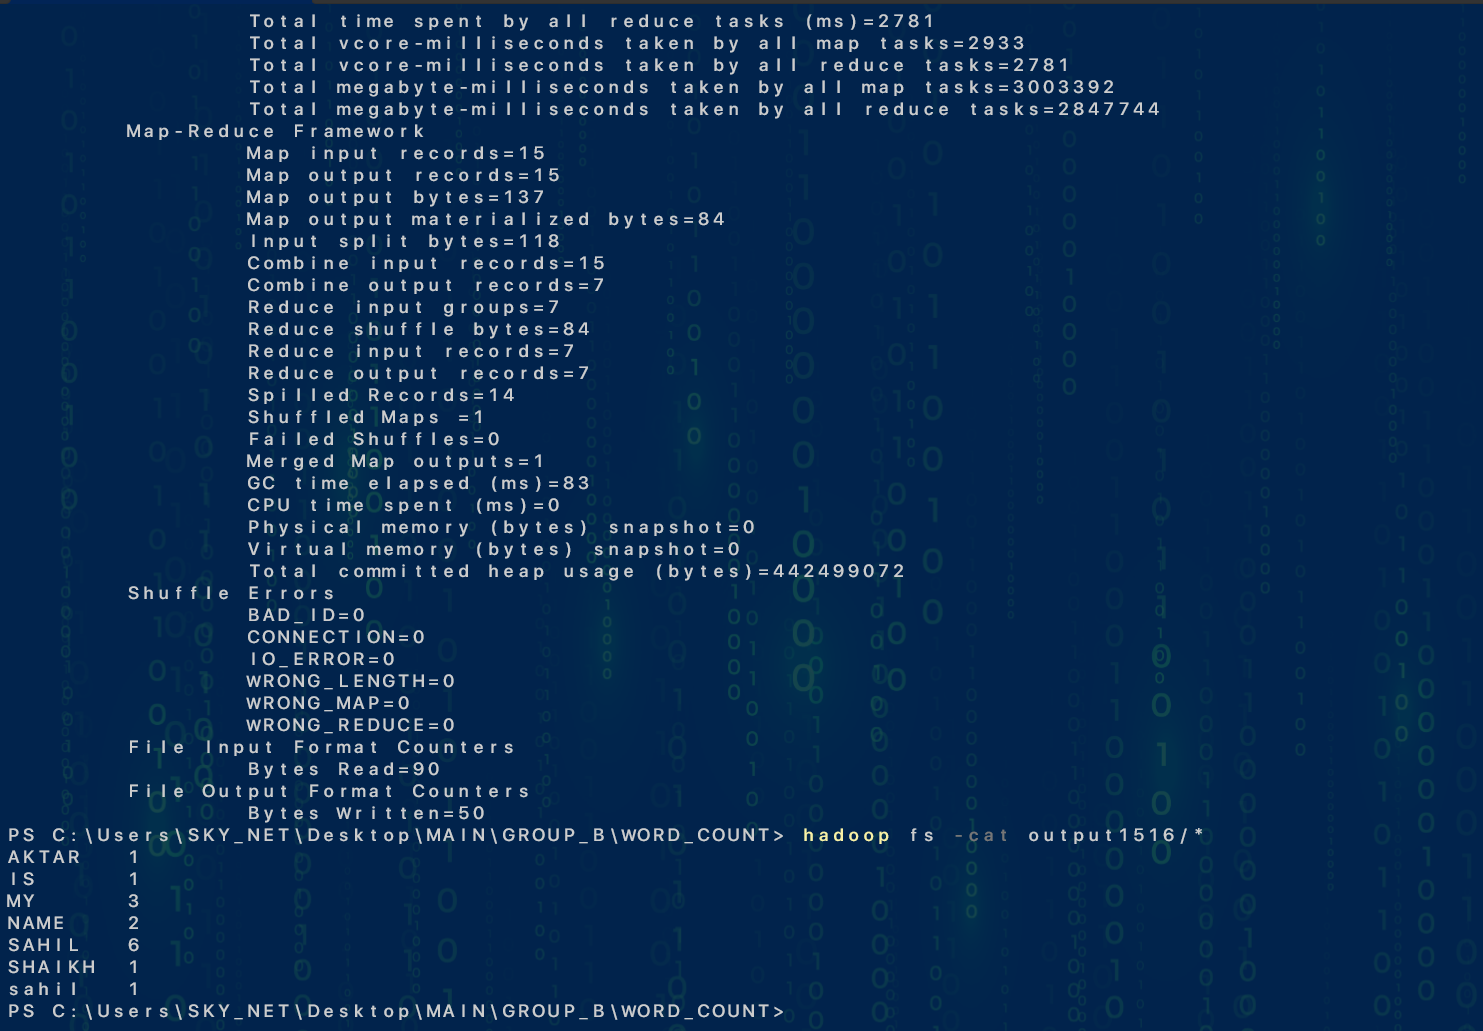 Total time spent by all reduce tasks (ms)=2781
Total vcore-milliseconds taken by all map tasks=2933
Total vcore-milliseconds taken by all reduce tasks=2781
Total megabyte-milliseconds taken by all map tasks=3003392
Total megabyte-milliseconds taken by all reduce tasks=2847744
Map-Reduce Framework
Map input records=15
Map output records=15
Map output bytes=137
Map output materialized bytes=84
Input split bytes=118
Combine input records=15
Combine output records=7
Reduce input groups=7
Reduce shuffle bytes=84
Reduce input records=7
Reduce output records=7
Spilled Records=14
Shuffled Maps =1
Failed Shuffles=0
Merged Map outputs=1
GC time elapsed (ms)=83
CPU time spent (ms)=0
Physical memory (bytes) snapshot=0
Virtual memory (bytes) snapshot=0
Total committed heap usage (bytes)=442499072
Shuffle Errors
BAD_ID=0
CONNECTION=0
IO_ERROR=0
WRONG_LENGTH=0
WRONG_MAP=0
WRONG_REDUCE=0
File Input Format Counters
Bytes Read=90
File Output Format Counters
Bytes Written=50
PS C:\Users\SKY_NET\Desktop\MAIN\GROUP_B\WORD_COUNT> hadoop fs -cat output1516/*
AKTAR 1
IS 1
MY 3
NAME 2
SAHIL 6
SHAIKH 1
sahil 1
PS C:\Users\SKY_NET\Desktop\MAIN\GROUP_B\WORD_COUNT>